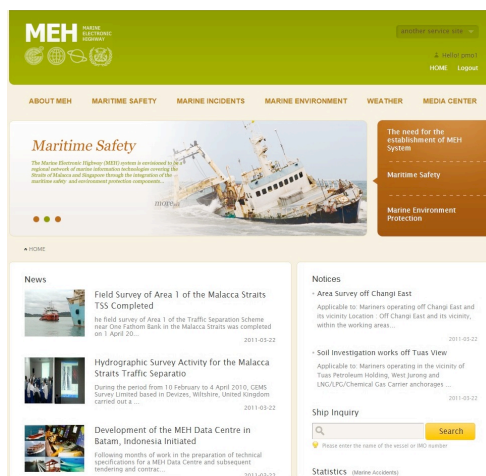 MEH
MARINE
ELECTRONIC
HIGHWAY
another service site
Hello! pmo1
HOME Logout
ABOUT MEH MARITIME SAFETY MARINE INCIDENTS MARINE ENVIRONMENT WEATHER MEDIA CENTER
Maritime Safety
The Marine Electronic Highway (MEH) system is envisioned to be a
regional network of marine information technologies covering the
Straits of Malacca and Singapore through the integration of the
maritime safety and environment protection components...
more
The need for the
establishment of MEH
System
Maritime Safety
Marine Environment
Protection
HOME
News
Field Survey of Area 1 of the Malacca Straits
TSS Completed
he field survey of Area 1 of the Traffic Separation Scheme
near One Fathom Bank in the Malacca Straits was completed
on 1 April 20...
2011-03-22
Hydrographic Survey Activity for the Malacca
Straits Traffic Separatio
During the period from 10 February to 4 April 2010, GEMS
Survey Limited based in Devizes, Wiltshire, United Kingdom
carried out a ...
2011-03-22
Development of the MEH Data Centre in
Batam, Indonesia Initiated
Following months of work in the preparation of technical
specifications for a MEH Data Centre and subsequent
tendering and contrac...
2011-03-22
Notices
- Area Survey off Changi East
Applicable to: Mariners operating off Changi East and
its vicinity Location : Off Changi East and its vicinity,
within the working areas...
2011-03-22
- Soil Investigation works off Tuas View
Applicable to: Mariners operating in the vicinity of
Tuas Petroleum Holding, West Jurong and
LNG/LPG/Chemical Gas Carrier anchorages ...
2011-03-22
Ship Inquiry
Search
Please enter the name of the vessel or IMO number
Statistics (Marine Accidents)